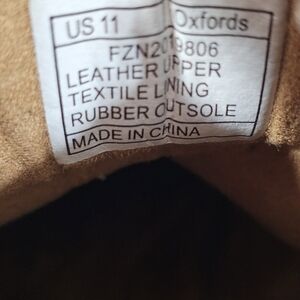 US 11 Oxfords
FZN2019806
LEATHER UPPER
TEXTILE LINING
RUBBER OUTSOLE
MADE IN CHINA